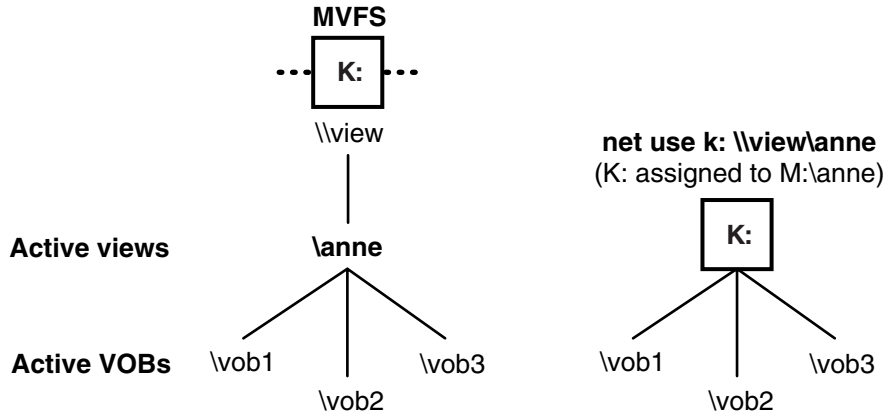 MVFS
K:
\\view
net use k: \\view\anne
(K: assigned to M:\anne)
K:
Active views
\anne
Active VOBs
\vob1
\vob3
\vob2
\vob1
\vob3
\vob2